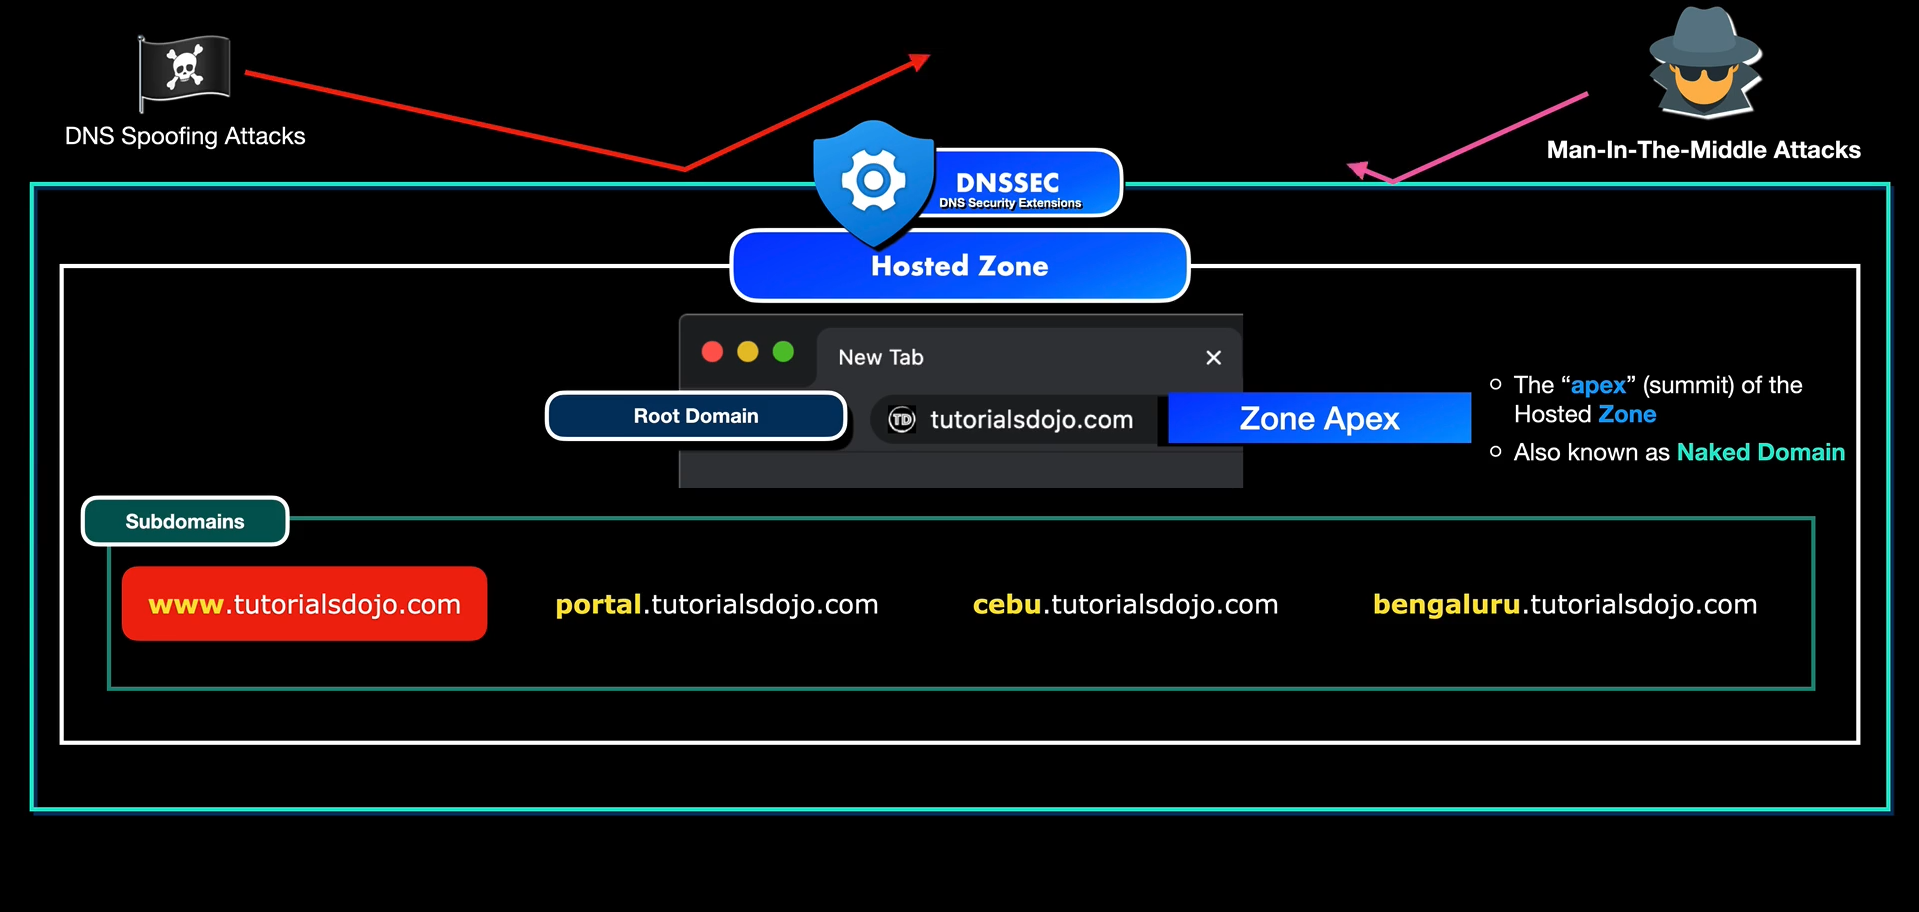 DNS Spoofing Attacks
Man-In-The-Middle Attacks
DNSSEC
DNS Security Extensions
Hosted Zone
New Tab
Root Domain
TD
tutorialsdojo.com
Zone Apex
The “apex” (summit) of the
Hosted Zone
Also known as Naked Domain
Subdomains
www.tutorialsdojo.com
portal.tutorialsdojo.com
cebu.tutorialsdojo.com
bengaluru.tutorialsdojo.com